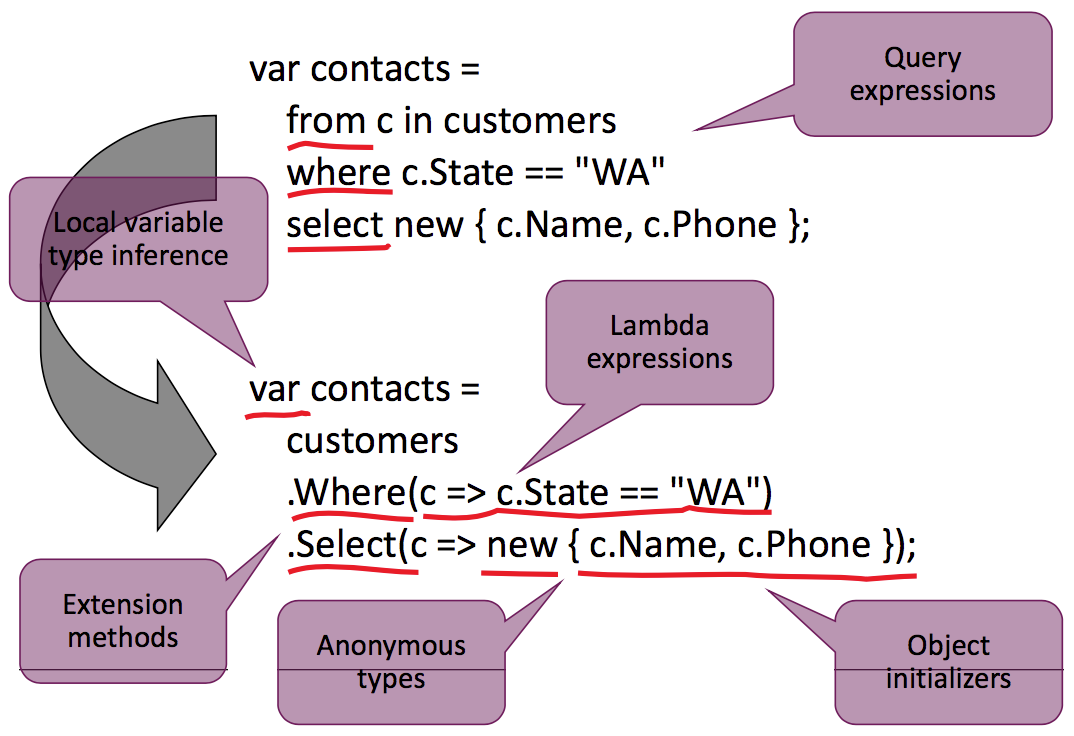 var contacts =
from c in customers
where c.State == "WA"
select new { c.Name, c.Phone };
Query
expressions
Local variable
type inference
Lambda
expressions
var contacts =
customers
.Where(c => c.State == "WA")
.Select(c => new { c.Name, c.Phone });
Extension
methods
Anonymous
types
Object
initializers